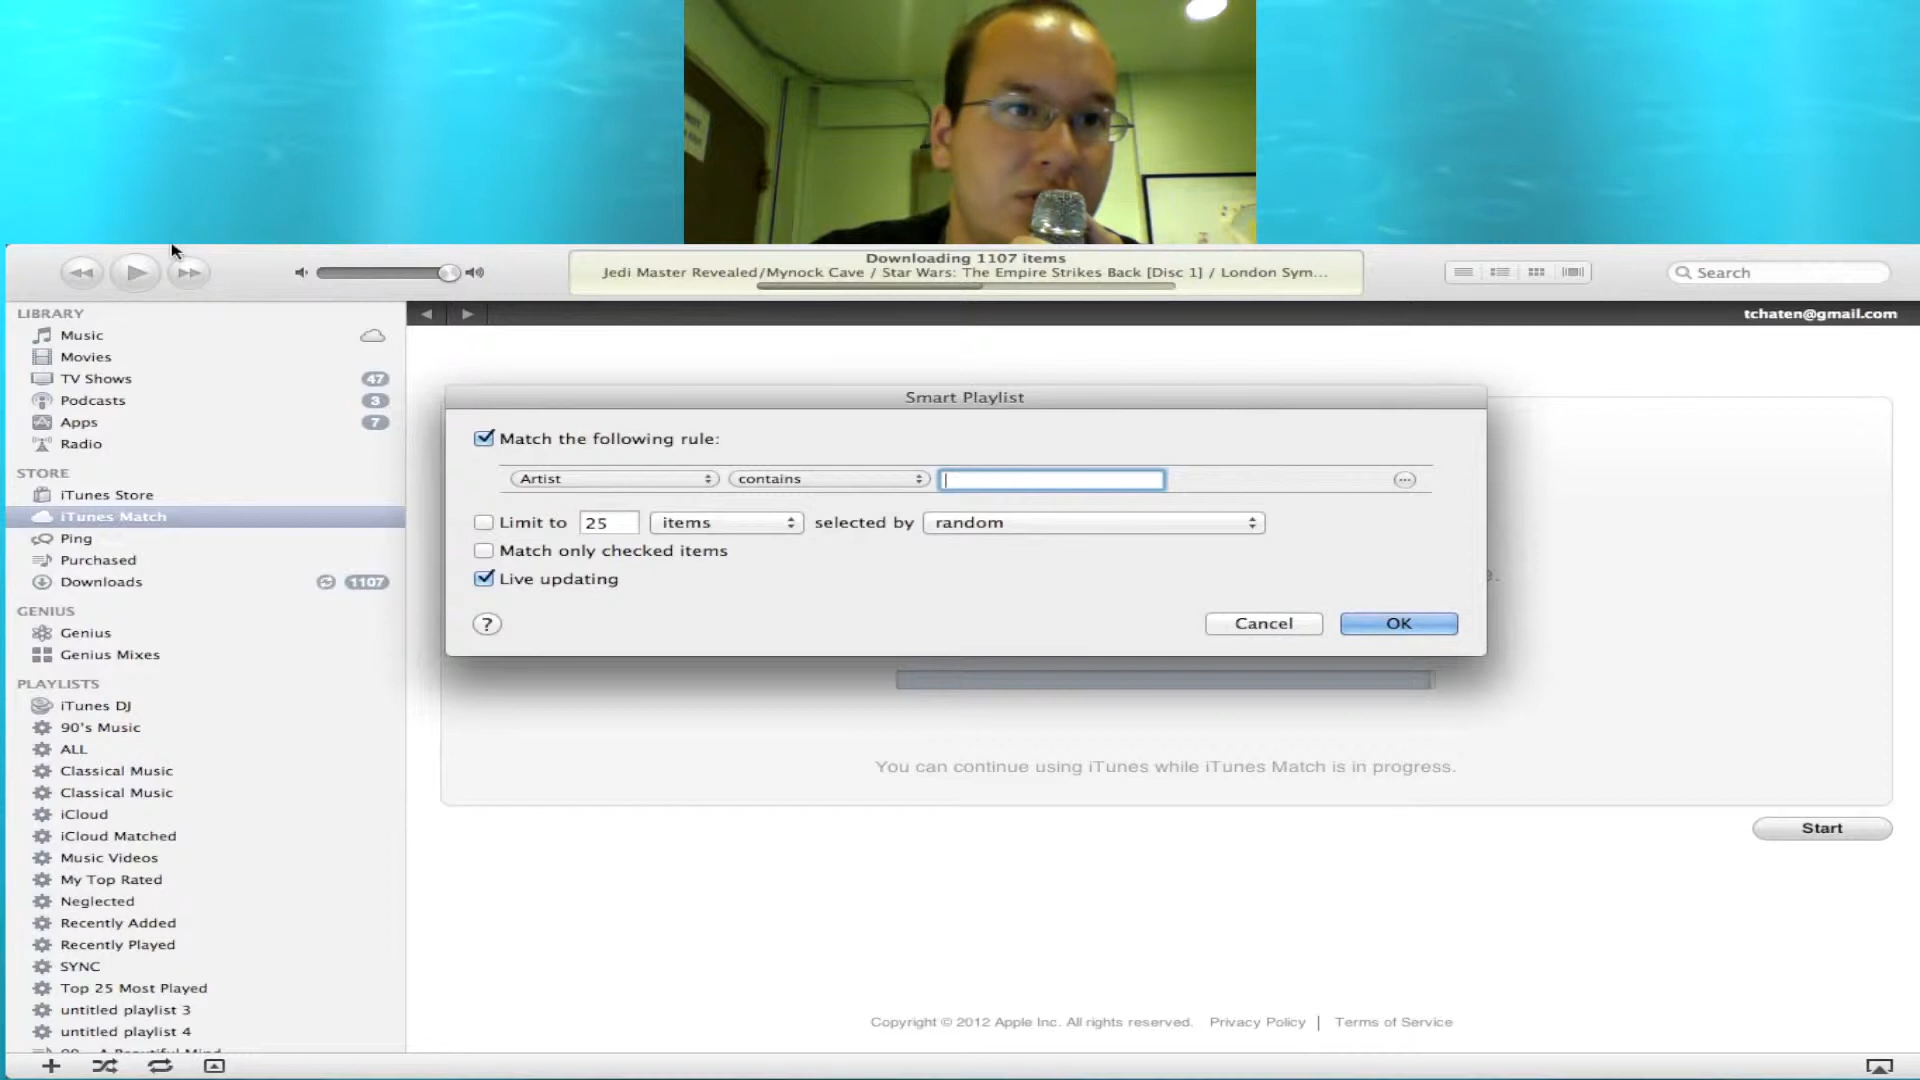 Downloading 1107 items
Jedi Master Revealed/Mynock Cave / Star Wars: The Empire Strikes Back [Disc 1] / London Sym...
Search
tchaten@gmail.com
LIBRARY
Music
Movies
TV Shows 47
Podcasts 3
Apps 7
Radio
STORE
iTunes Store
iTunes Match
Ping
Purchased
Downloads 1107
GENIUS
Genius
Genius Mixes
PLAYLISTS
iTunes DJ
90's Music
ALL
Classical Music
Classical Music
iCloud
iCloud Matched
Music Videos
My Top Rated
Neglected
Recently Added
Recently Played
SYNC
Top 25 Most Played
untitled playlist 3
untitled playlist 4
Smart Playlist
Match the following rule:
Artist contains
Limit to 25 items selected by random
Match only checked items
Live updating
? Cancel OK
You can continue using iTunes while iTunes Match is in progress.
Start
Copyright © 2012 Apple Inc. All rights reserved. Privacy Policy | Terms of Service